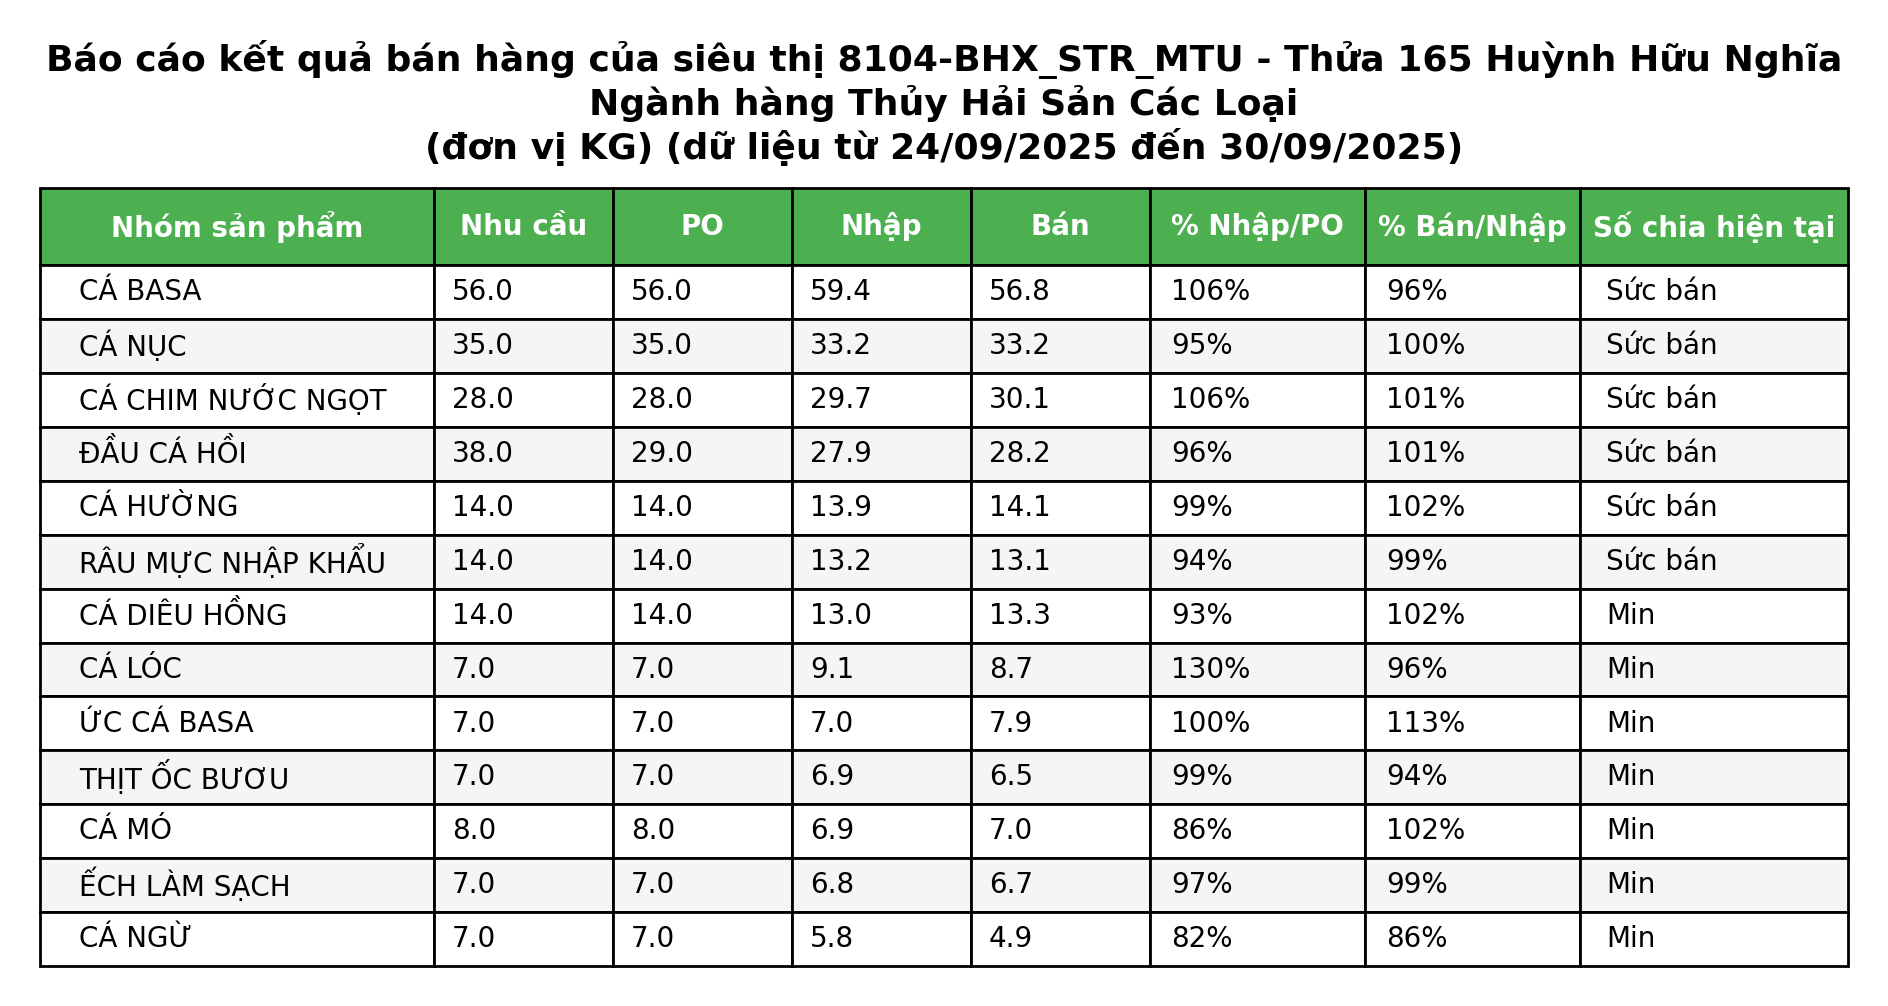 Báo cáo kết quả bán hàng của siêu thị 8104-BHX_STR_MTU - Thửa 165 Huỳnh Hữu Nghĩa
Ngành hàng Thủy Hải Sản Các Loại
(đơn vị KG) (dữ liệu từ 24/09/2025 đến 30/09/2025)
Nhóm sản phẩm Nhu cầu PO Nhập Bán % Nhập/PO % Bán/Nhập Số chia hiện tại
CÁ BASA 56.0 56.0 59.4 56.8 106% 96% Sức bán
CÁ NỤC 35.0 35.0 33.2 33.2 95% 100% Sức bán
CÁ CHIM NƯỚC NGỌT 28.0 28.0 29.7 30.1 106% 101% Sức bán
ĐẦU CÁ HỒI 38.0 29.0 27.9 28.2 96% 101% Sức bán
CÁ HƯỜNG 14.0 14.0 13.9 14.1 99% 102% Sức bán
RÂU MỰC NHẬP KHẨU 14.0 14.0 13.2 13.1 94% 99% Sức bán
CÁ DIÊU HỒNG 14.0 14.0 13.0 13.3 93% 102% Min
CÁ LÓC 7.0 7.0 9.1 8.7 130% 96% Min
ỨC CÁ BASA 7.0 7.0 7.0 7.9 100% 113% Min
THỊT ỐC BƯƠU 7.0 7.0 6.9 6.5 99% 94% Min
CÁ MÓ 8.0 8.0 6.9 7.0 86% 102% Min
ẾCH LÀM SẠCH 7.0 7.0 6.8 6.7 97% 99% Min
CÁ NGỪ 7.0 7.0 5.8 4.9 82% 86% Min